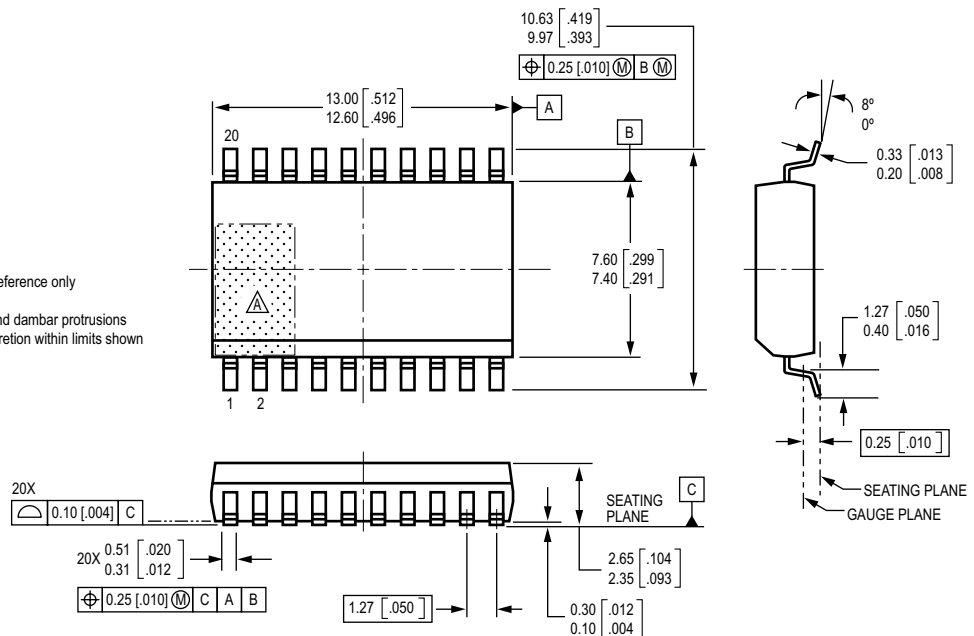 10.63 [.419]
9.97 [.393]
⌖ 0.25 [.010] Ⓜ B Ⓜ
13.00 [.512]
12.60 [.496]
A
B
20
8º
0º
0.33 [.013]
0.20 [.008]
7.60 [.299]
7.40 [.291]
eference only
A
nd dambar protrusions
retion within limits shown
1.27 [.050]
0.40 [.016]
1 2
0.25 [.010]
SEATING PLANE
GAUGE PLANE
20X
⌓ 0.10 [.004] C
SEATING
PLANE
C
20X 0.51 [.020]
0.31 [.012]
⌖ 0.25 [.010] Ⓜ C A B
2.65 [.104]
2.35 [.093]
1.27 [.050]
0.30 [.012]
0.10 [.004]